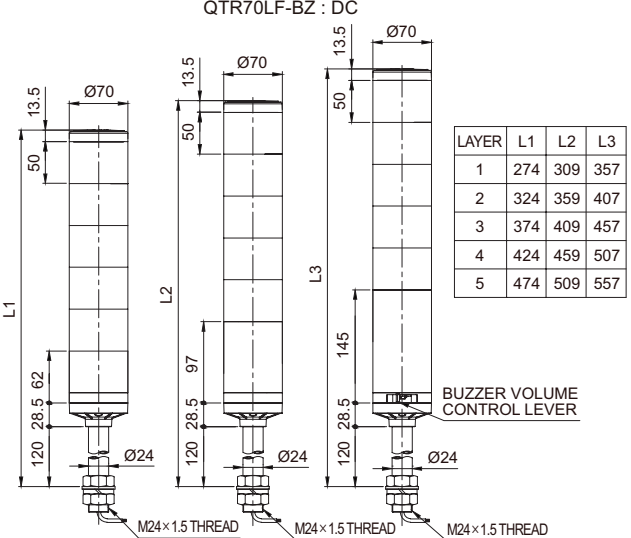 QTR70LF-BZ : DC
13.5
Ø70
50
L1
62
28.5
120
Ø24
M24×1.5 THREAD
13.5
Ø70
50
L2
97
28.5
120
Ø24
M24×1.5 THREAD
13.5
Ø70
50
L3
145
28.5
120
Ø24
M24×1.5 THREAD
BUZZER VOLUME
CONTROL LEVER
LAYER L1 L2 L3
1 274 309 357
2 324 359 407
3 374 409 457
4 424 459 507
5 474 509 557